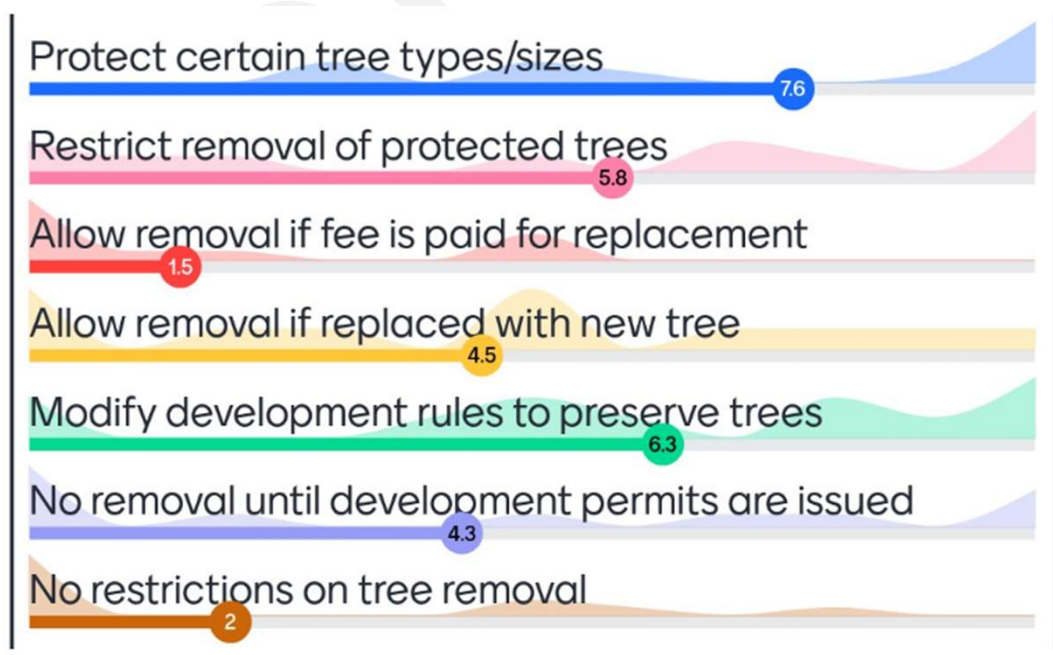 Protect certain tree types/sizes
7.6
Restrict removal of protected trees
5.8
Allow removal if fee is paid for replacement
1.5
Allow removal if replaced with new tree
4.5
Modify development rules to preserve trees
6.3
No removal until development permits are issued
4.3
No restrictions on tree removal
2